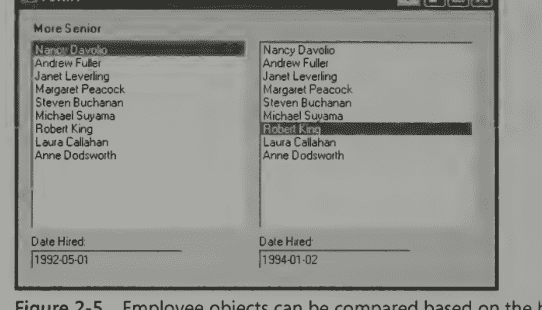 More Senior
Nancy Davolio
Andrew Fuller
Janet Leverling
Margaret Peacock
Steven Buchanan
Michael Suyama
Robert King
Laura Callahan
Anne Dodsworth
Nancy Davolio
Andrew Fuller
Janet Leverling
Margaret Peacock
Steven Buchanan
Michael Suyama
Robert King
Laura Callahan
Anne Dodsworth
Date Hired:
1992-05-01
Date Hired:
1994-01-02
Figure 2-5 Employee objects can be compared based on the